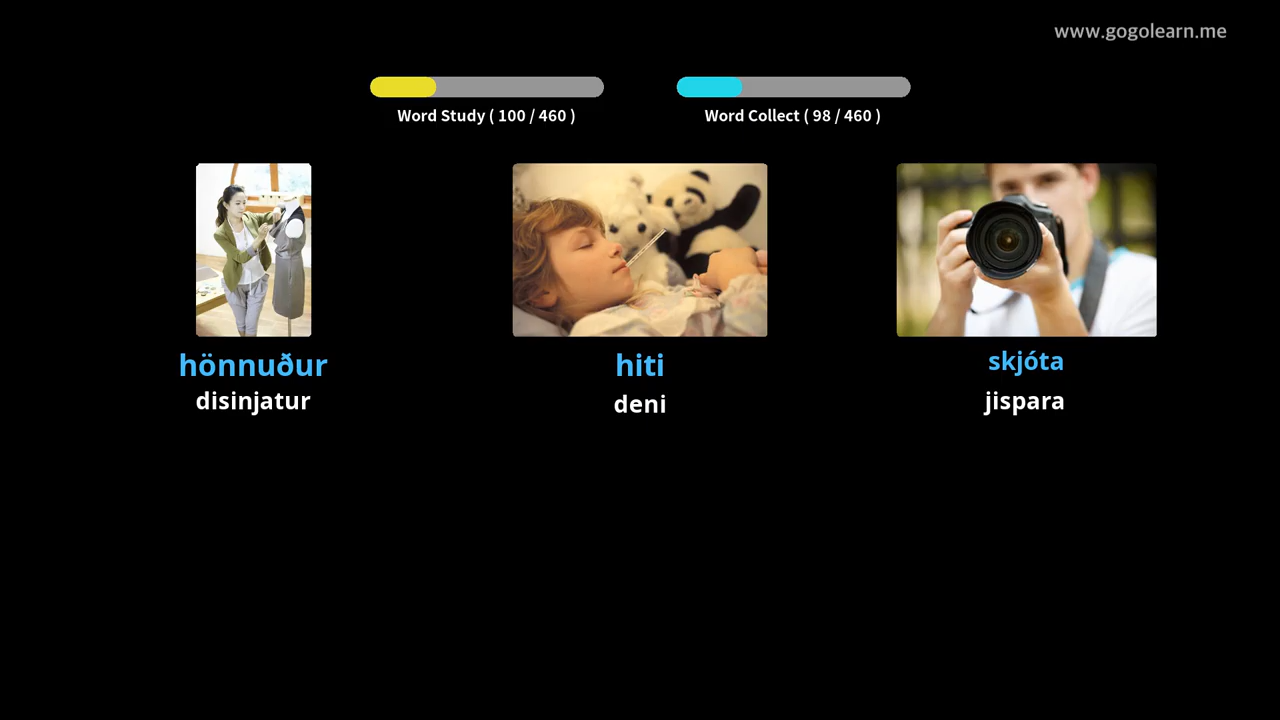 www.gogolearn.me
Word Study ( 100 / 460 )
Word Collect ( 98 / 460 )
hönnuður
disinjatur
hiti
deni
skjóta
jispara